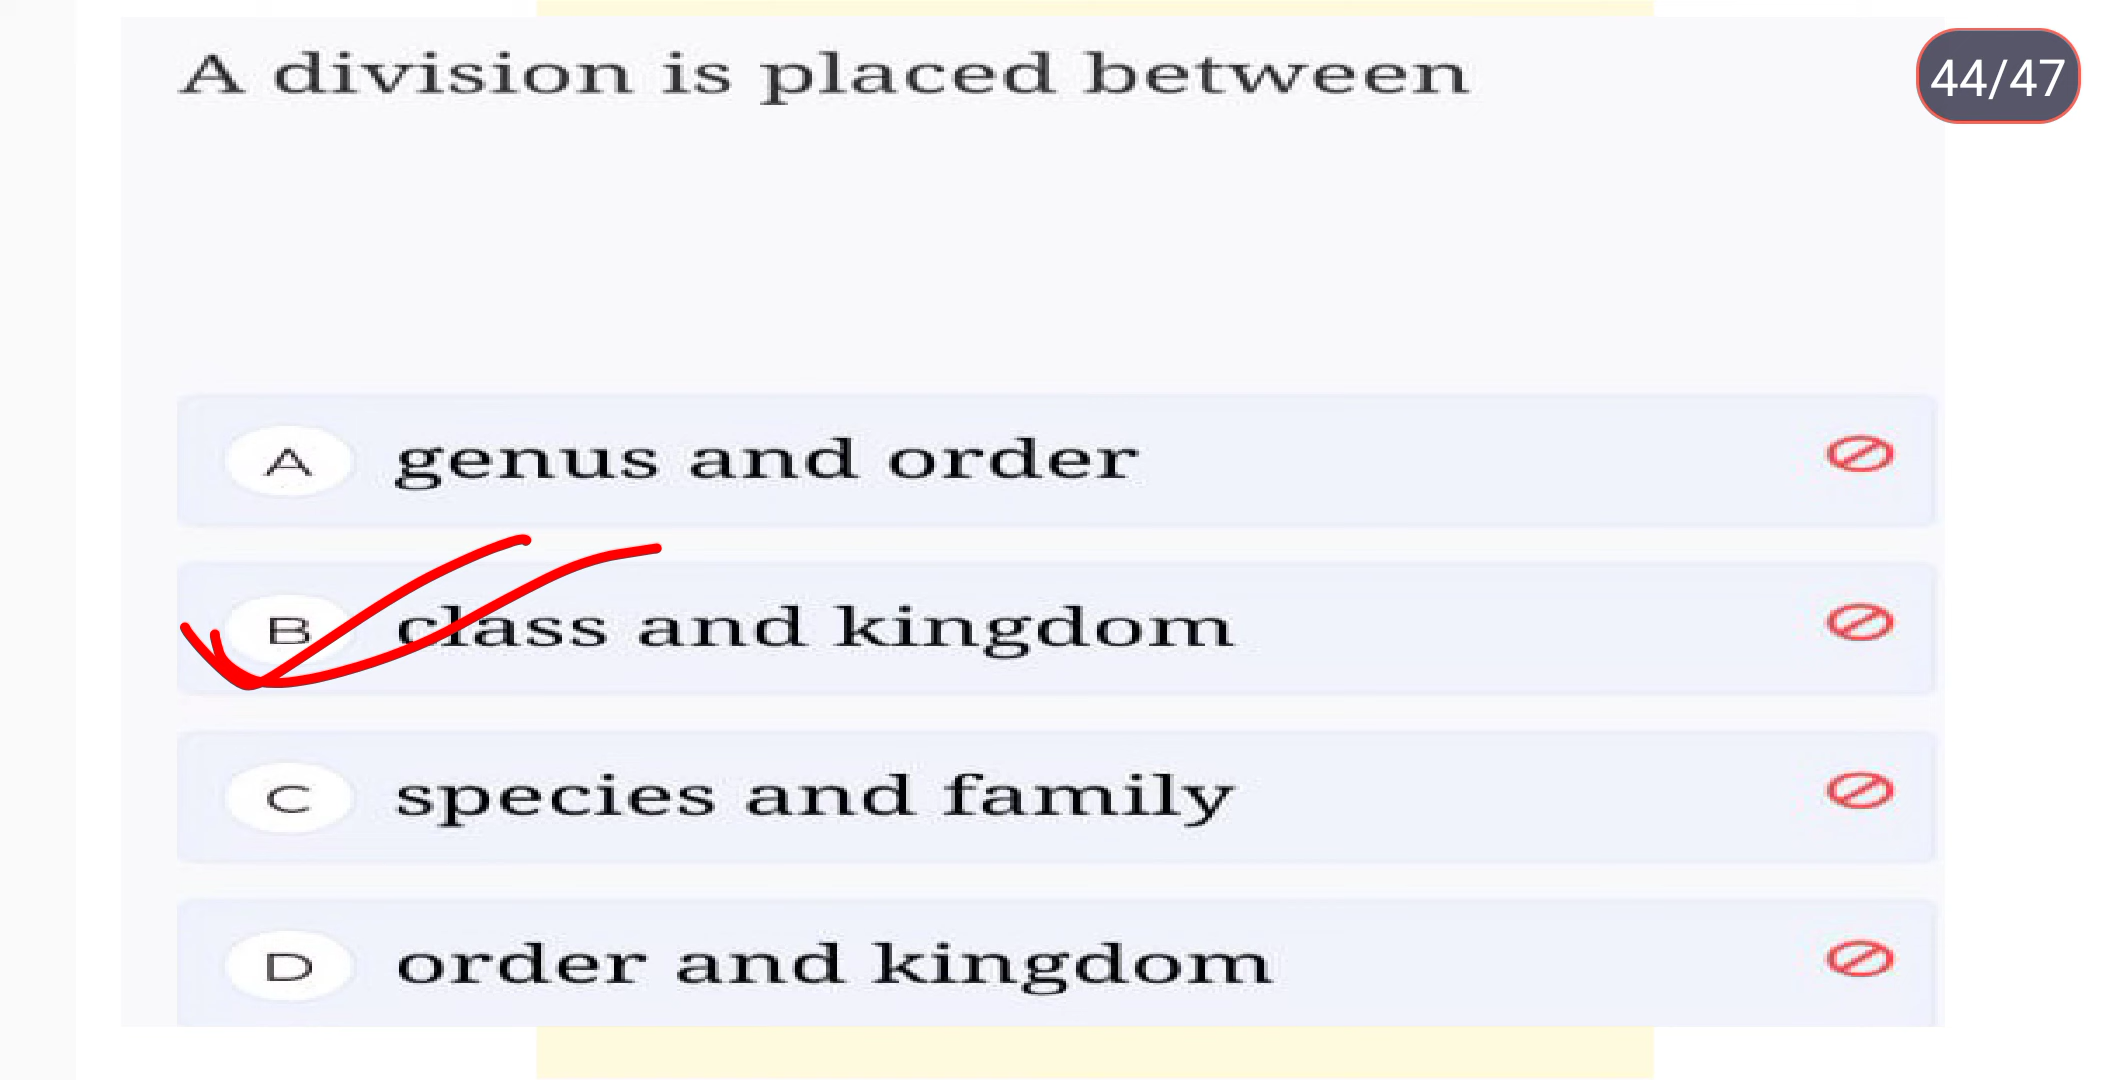 A division is placed between
44/47
A genus and order
B class and kingdom
C species and family
D order and kingdom